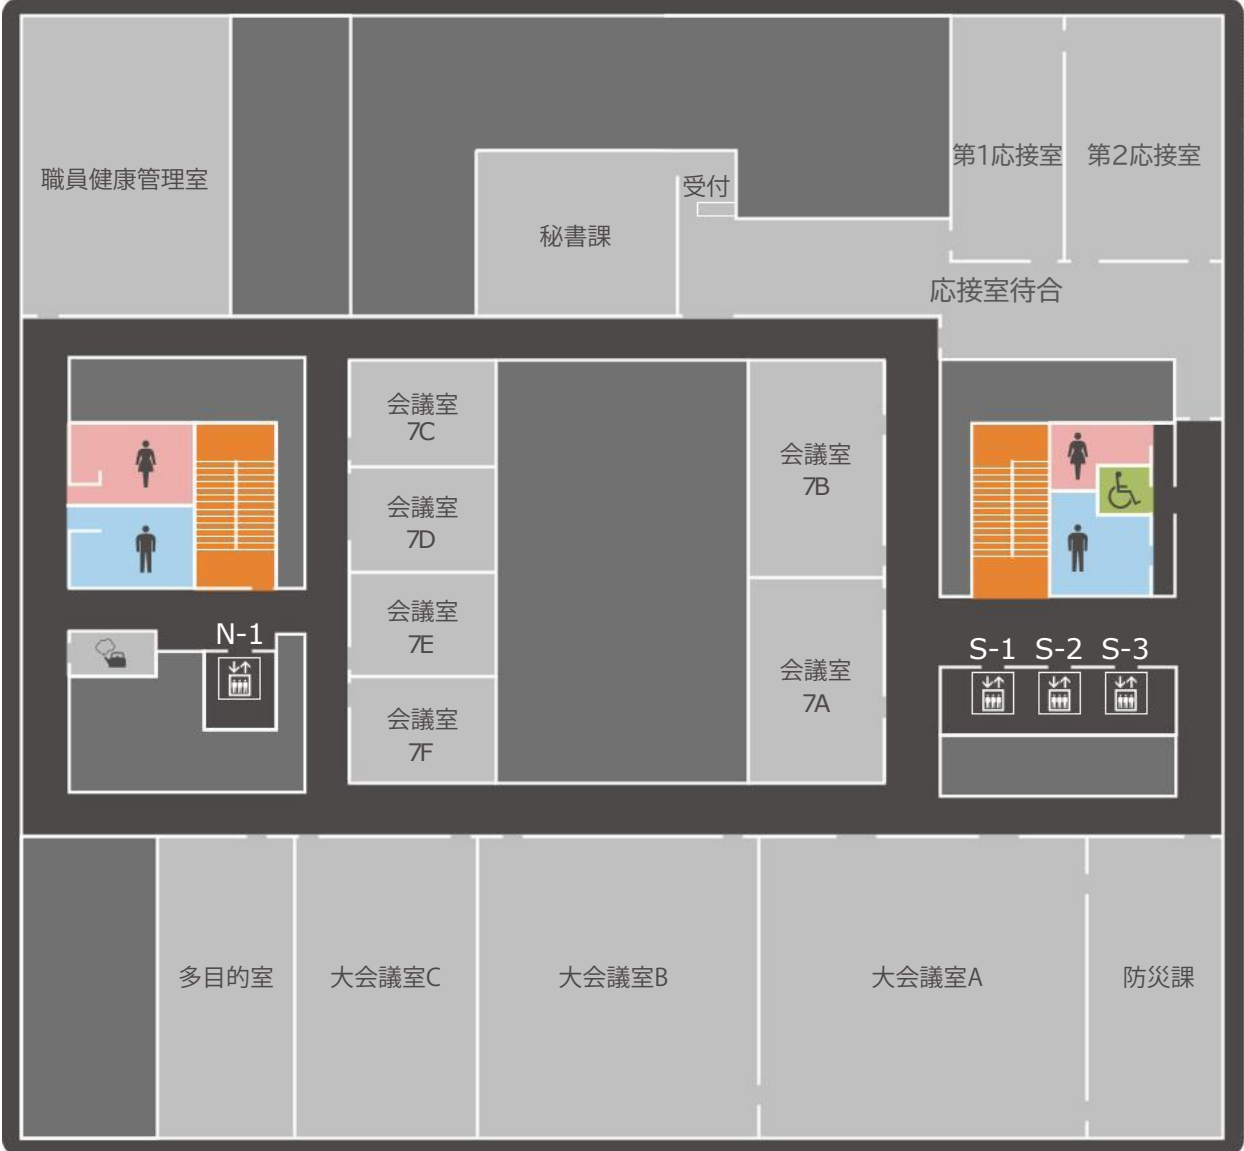 第1応接室
第2応接室
職員健康管理室
受付
秘書課
応接室待合
会議室
7C
会議室
7B
会議室
7D
会議室
7E
N-1
S-1
S-2
S-3
会議室
7A
会議室
7F
多目的室
大会議室C
大会議室B
大会議室A
防災課